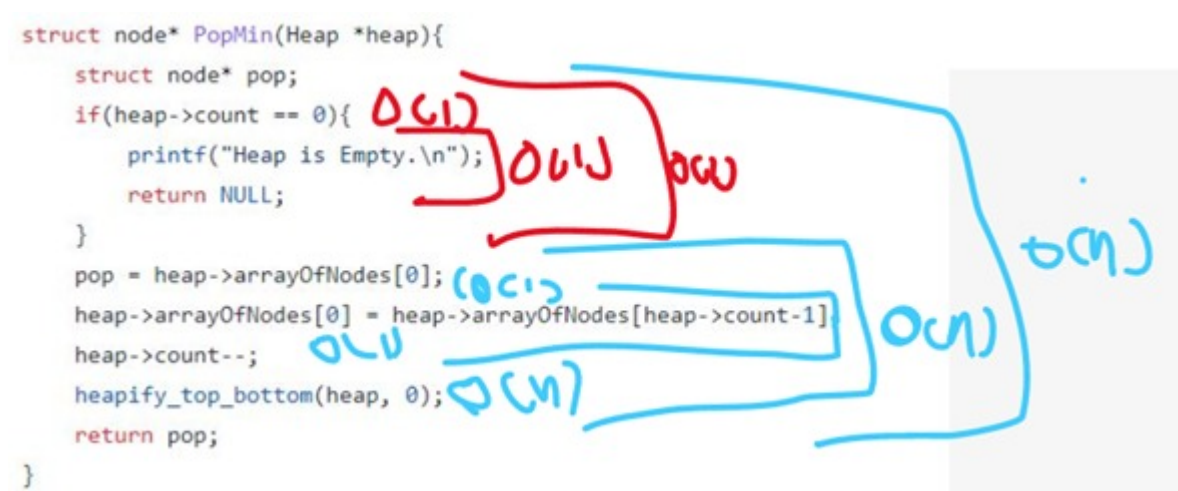 struct node* PopMin(Heap *heap){
struct node* pop;
if(heap->count == 0){ O(1)
printf("Heap is Empty.\n"); O(1) O(1)
return NULL;
}
pop = heap->arrayOfNodes[0]; O(1) O(n)
heap->arrayOfNodes[0] = heap->arrayOfNodes[heap->count-1] O(n)
heap->count--; O(1)
heapify_top_bottom(heap, 0); O(n)
return pop;
}